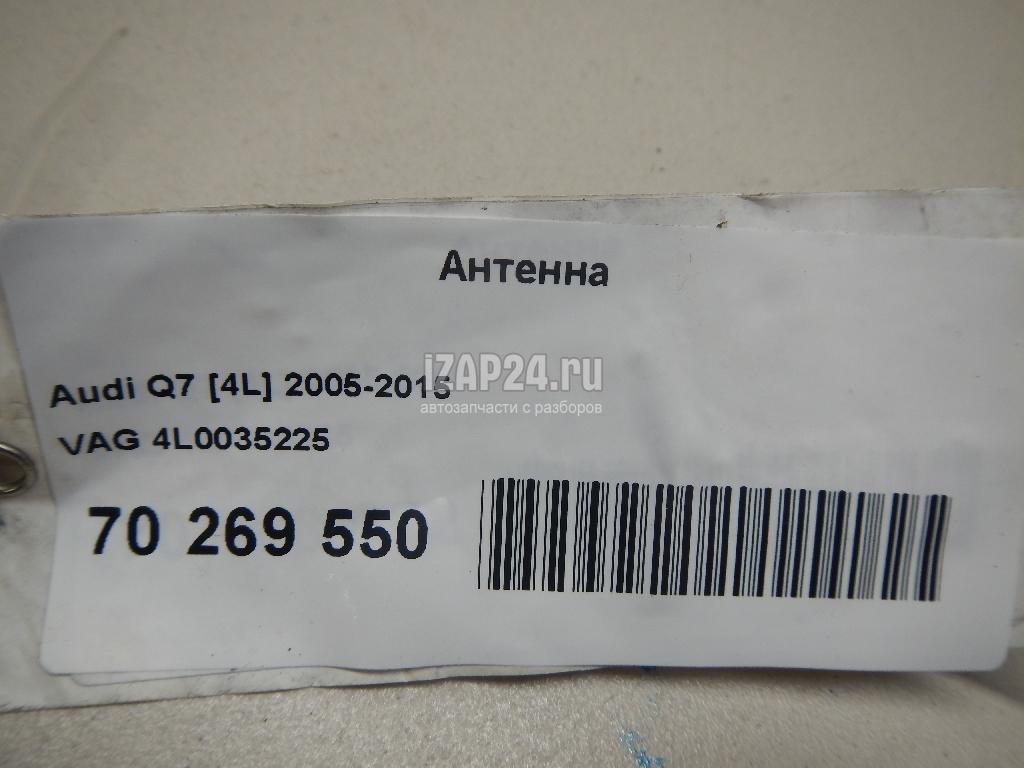 Антенна
iZAP24.ru
автозапчасти с разборов
Audi Q7 [4L] 2005-2015
VAG 4L0035225
70 269 550